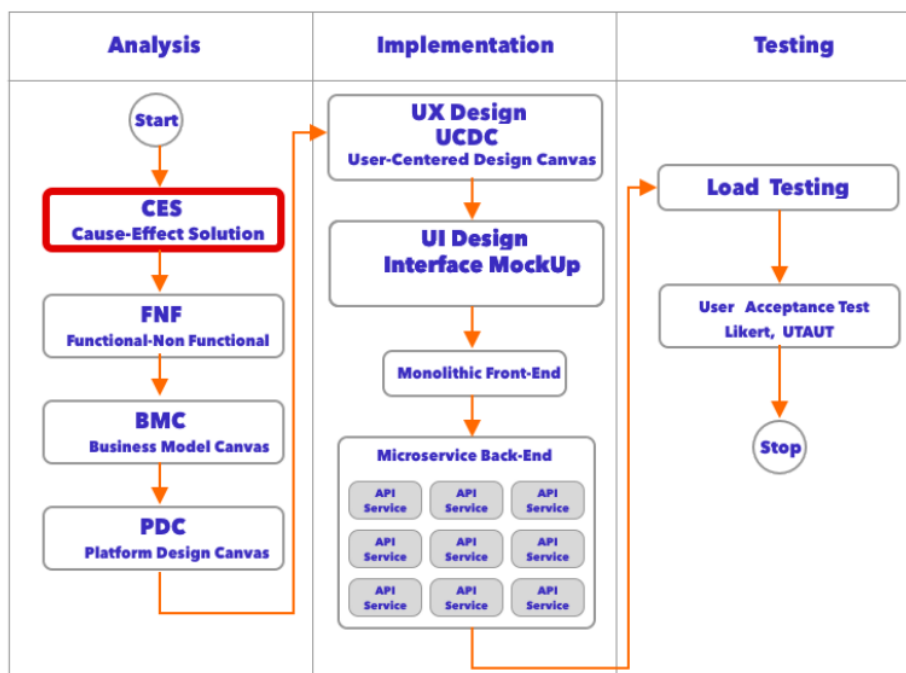 Analysis
Implementation
Testing
Start
CES
Cause-Effect Solution
FNF
Functional-Non Functional
BMC
Business Model Canvas
PDC
Platform Design Canvas
UX Design
UCDC
User-Centered Design Canvas
UI Design
Interface MockUp
Monolithic Front-End
Microservice Back-End
API
Service
API
Service
API
Service
API
Service
API
Service
API
Service
API
Service
API
Service
API
Service
Load Testing
User Acceptance Test
Likert, UTAUT
Stop